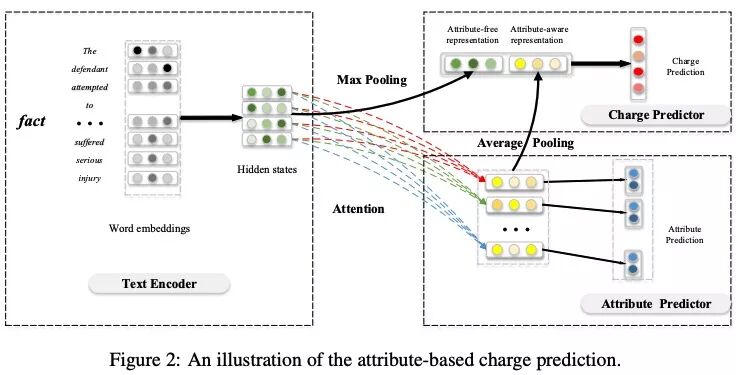 fact
The
defendant
attempted
to
• • •
suffered
serious
injury
Word embeddings
Text Encoder
Hidden states
Max Pooling
Attention
Average Pooling
Attribute-free
representation
Attribute-aware
representation
Charge
Prediction
Charge Predictor
• • •
Attribute
Prediction
Attribute Predictor
Figure 2: An illustration of the attribute-based charge prediction.